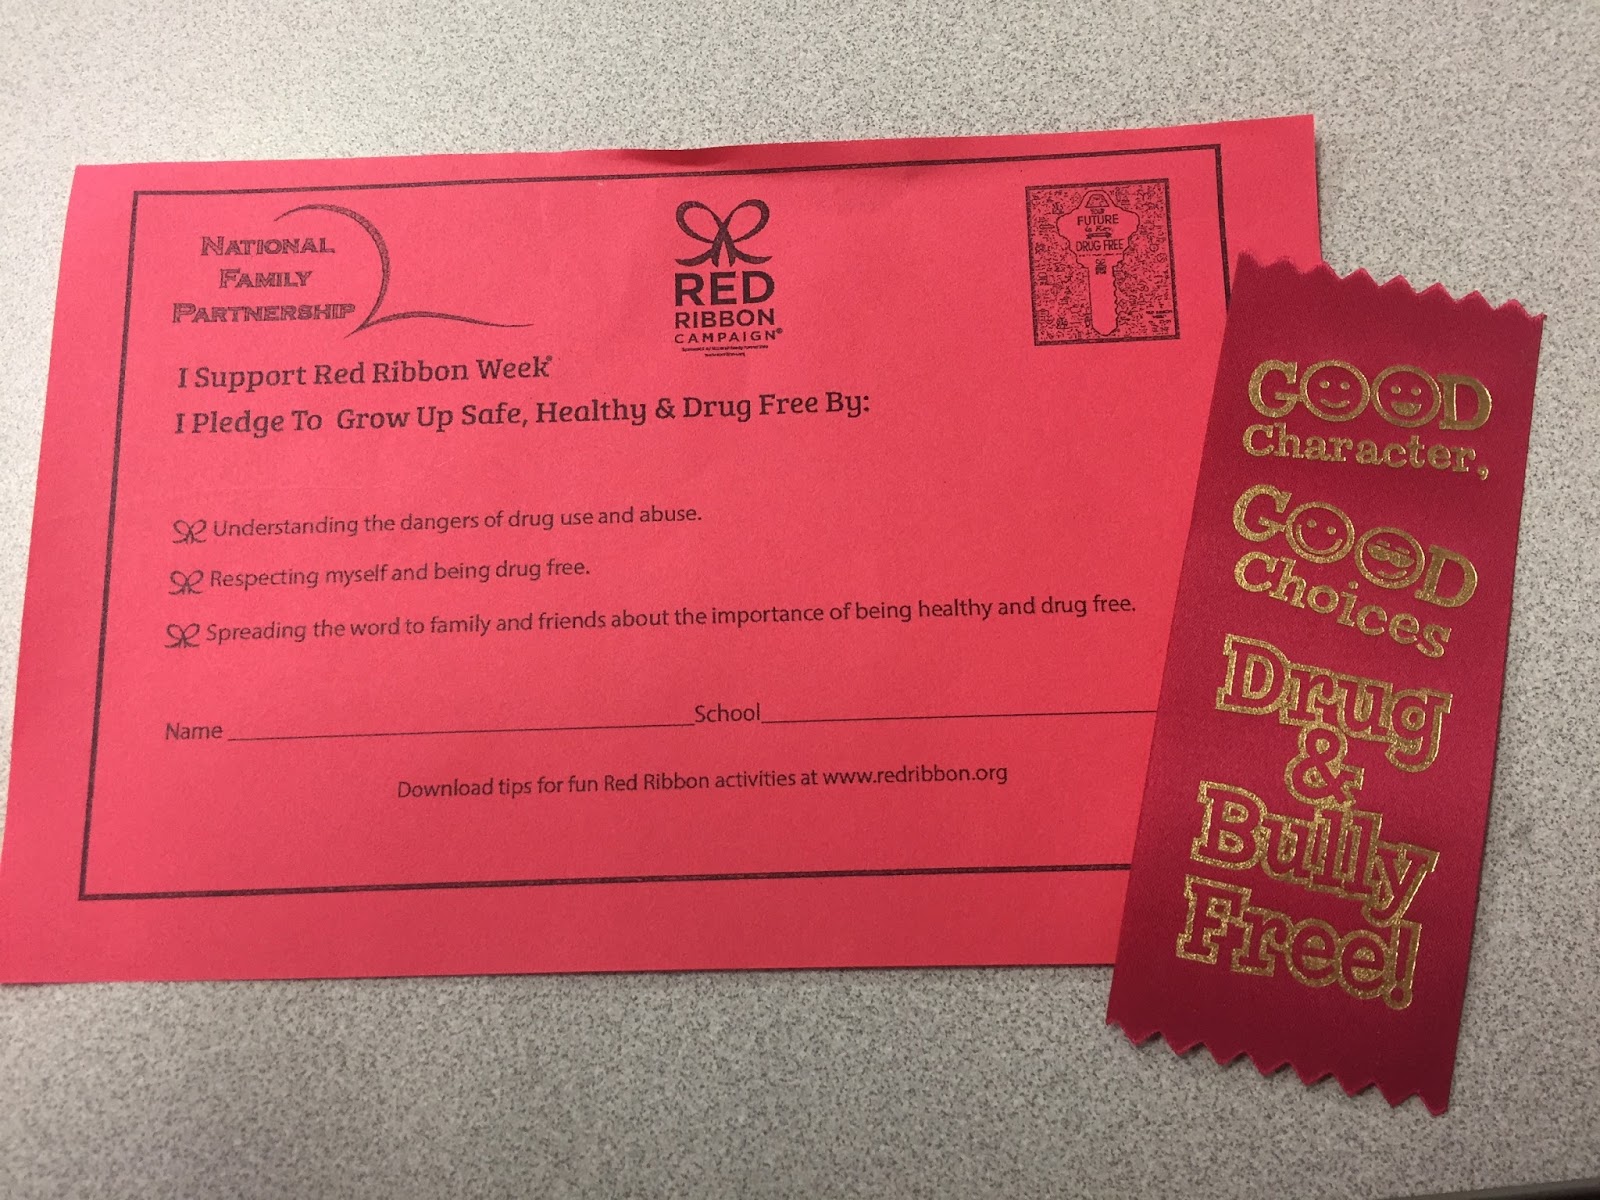 NATIONAL
FAMILY
PARTNERSHIP
RED
RIBBON
CAMPAIGN®
FUTURE
is Key
DRUG FREE
I Support Red Ribbon Week®
I Pledge To Grow Up Safe, Healthy & Drug Free By:
Understanding the dangers of drug use and abuse.
Respecting myself and being drug free.
Spreading the word to family and friends about the importance of being healthy and drug free.
Name School
Download tips for fun Red Ribbon activities at www.redribbon.org
GOOD
Character,
GOOD
Choices
Drug
&
Bully
Free!